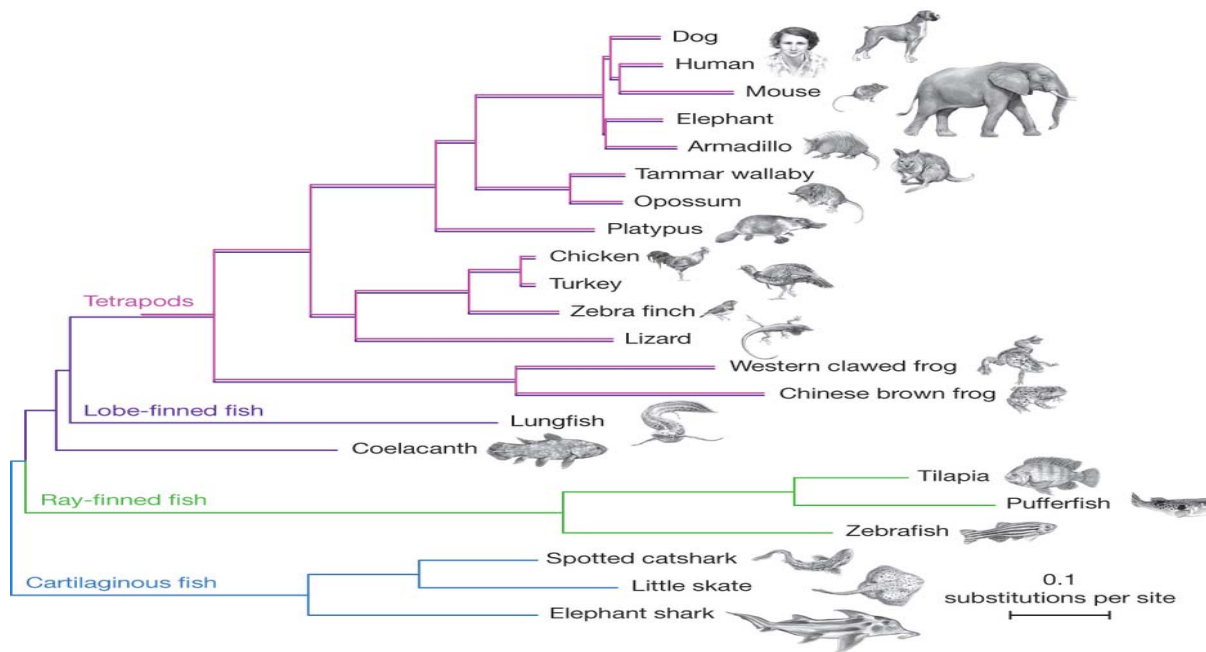 Dog
Human
Mouse
Elephant
Armadillo
Tammar wallaby
Opossum
Platypus
Chicken
Turkey
Tetrapods
Zebra finch
Lizard
Western clawed frog
Chinese brown frog
Lobe-finned fish
Lungfish
Coelacanth
Tilapia
Ray-finned fish
Pufferfish
Zebrafish
Spotted catshark
Cartilaginous fish
Little skate
Elephant shark
0.1
substitutions per site